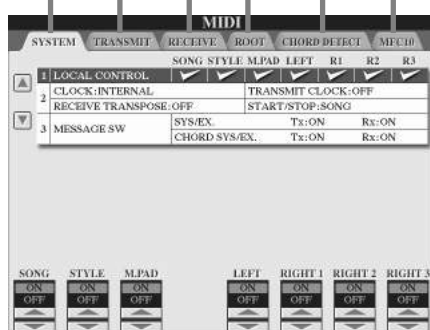 MIDI
SYSTEM TRANSMIT RECEIVE ROOT CHORD DETECT MFC10
SONG STYLE M.PAD LEFT R1 R2 R3
1 LOCAL CONTROL
2 CLOCK:INTERNAL TRANSMIT CLOCK:OFF
RECEIVE TRANSPOSE:OFF START/STOP:SONG
3 MESSAGE SW SYS/EX. Tx:ON Rx:ON
CHORD SYS/EX. Tx:ON Rx:ON
SONG STYLE M.PAD LEFT RIGHT 1 RIGHT 2 RIGHT 3
ON ON ON ON ON ON ON
OFF OFF OFF OFF OFF OFF OFF